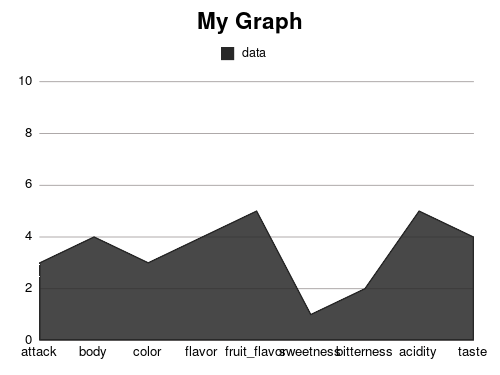 My Graph
data
10
8
6
4
2
0
attack body color flavor fruit_flavor sweetness bitterness acidity taste